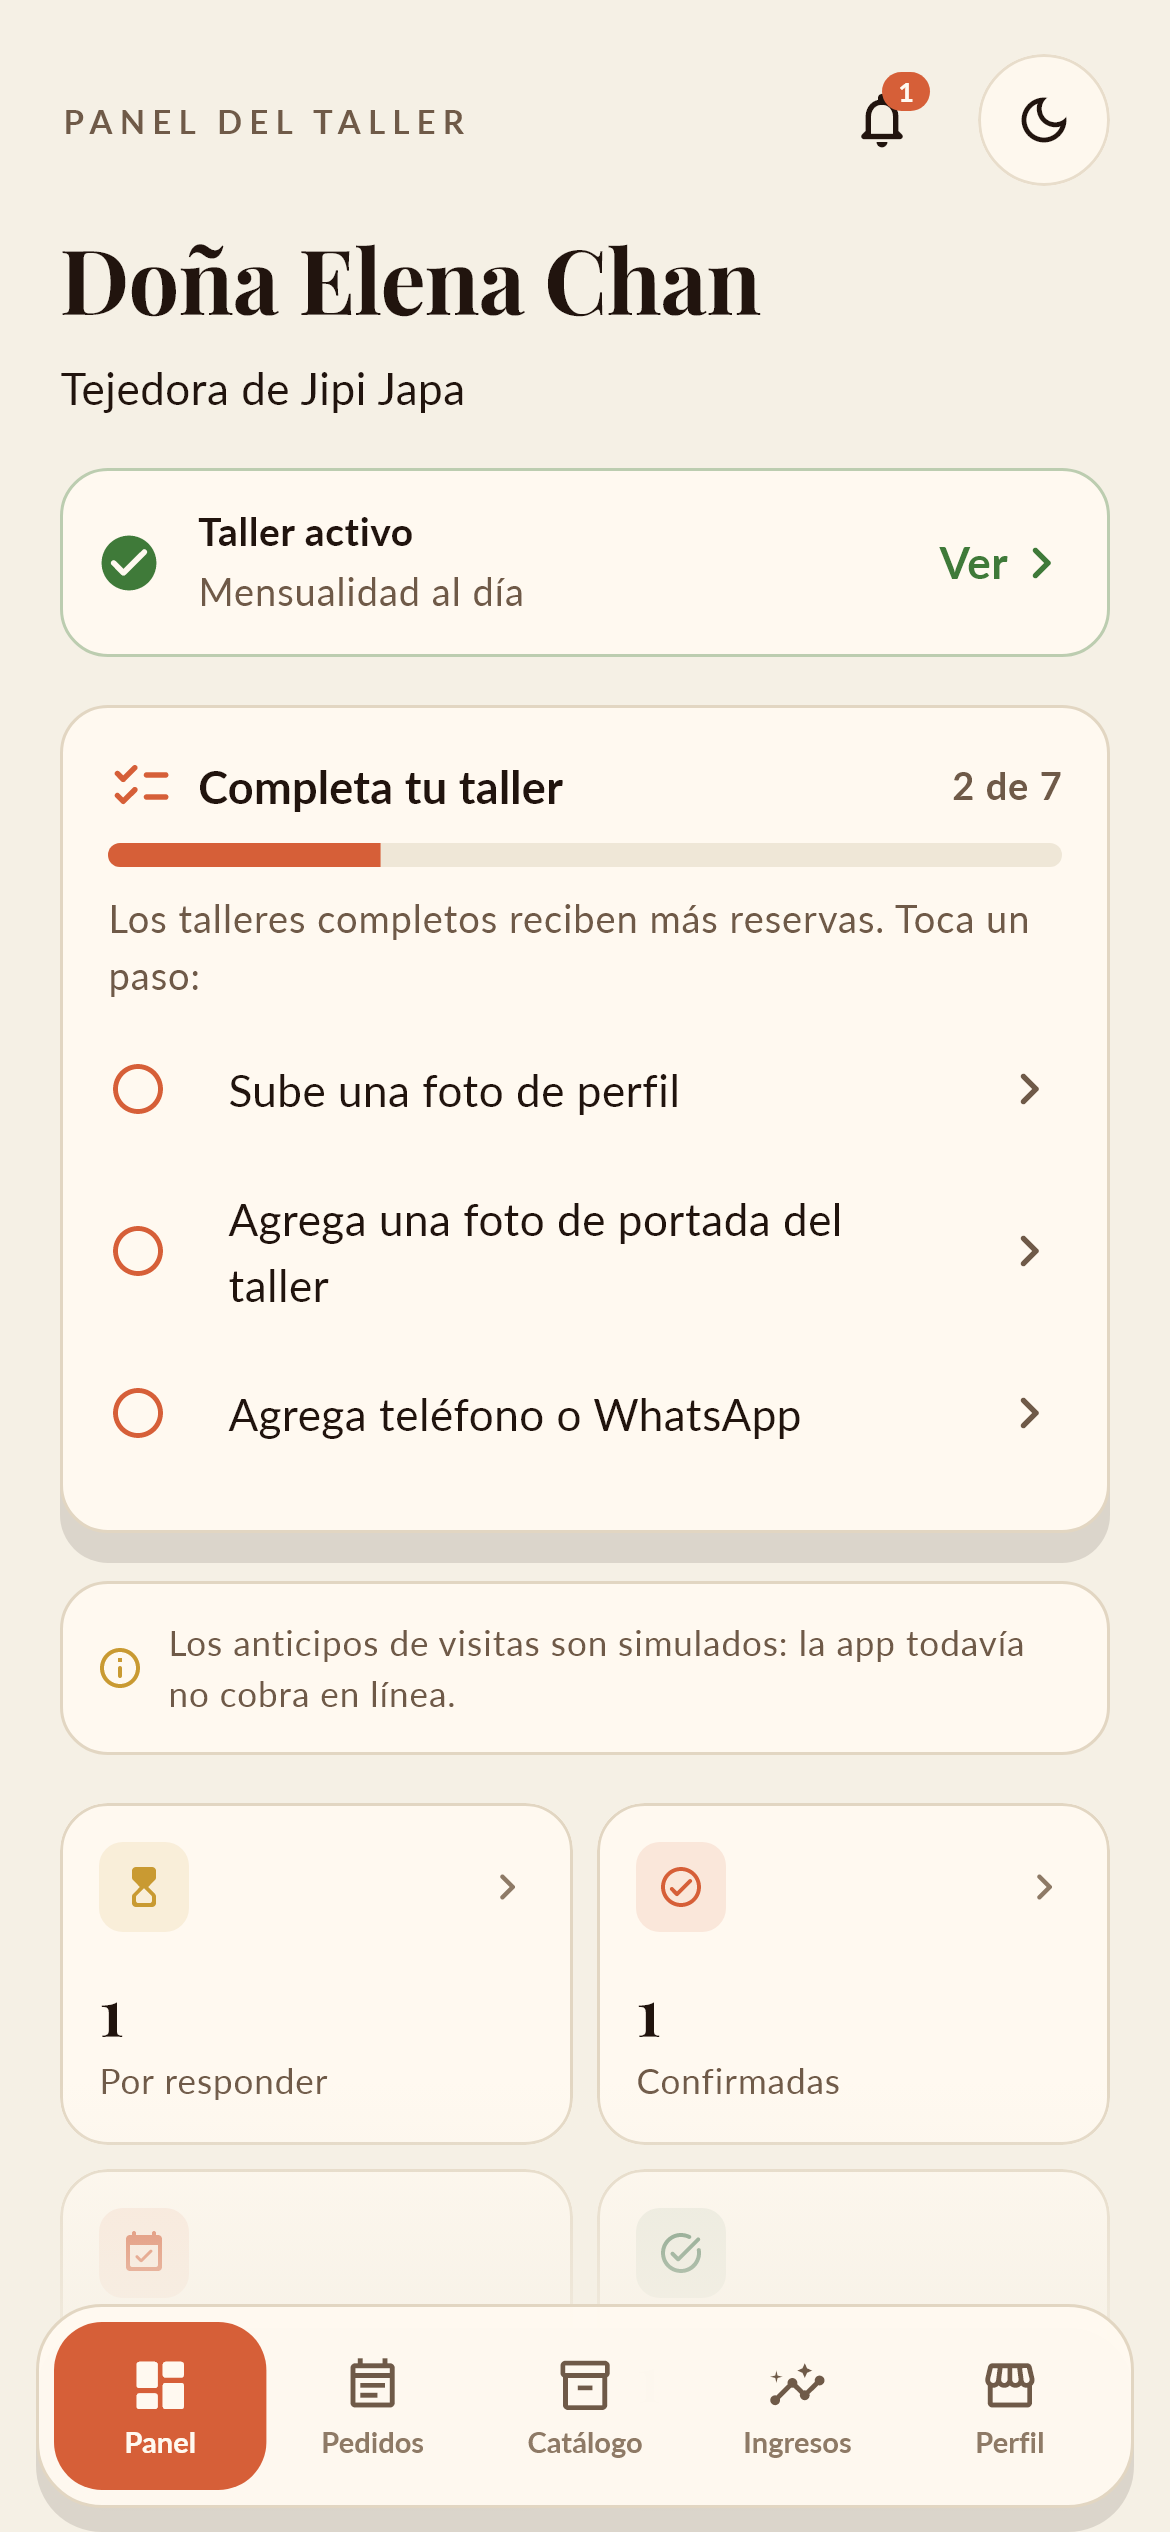 PANEL DEL TALLER
1
Doña Elena Chan
Tejedora de Jipi Japa
Taller activo
Mensualidad al día
Ver
Completa tu taller
2 de 7
Los talleres completos reciben más reservas. Toca un
paso:
Sube una foto de perfil
Agrega una foto de portada del
taller
Agrega teléfono o WhatsApp
Los anticipos de visitas son simulados: la app todavía
no cobra en línea.
1
Por responder
1
Confirmadas
Panel
Pedidos
Catálogo
Ingresos
Perfil